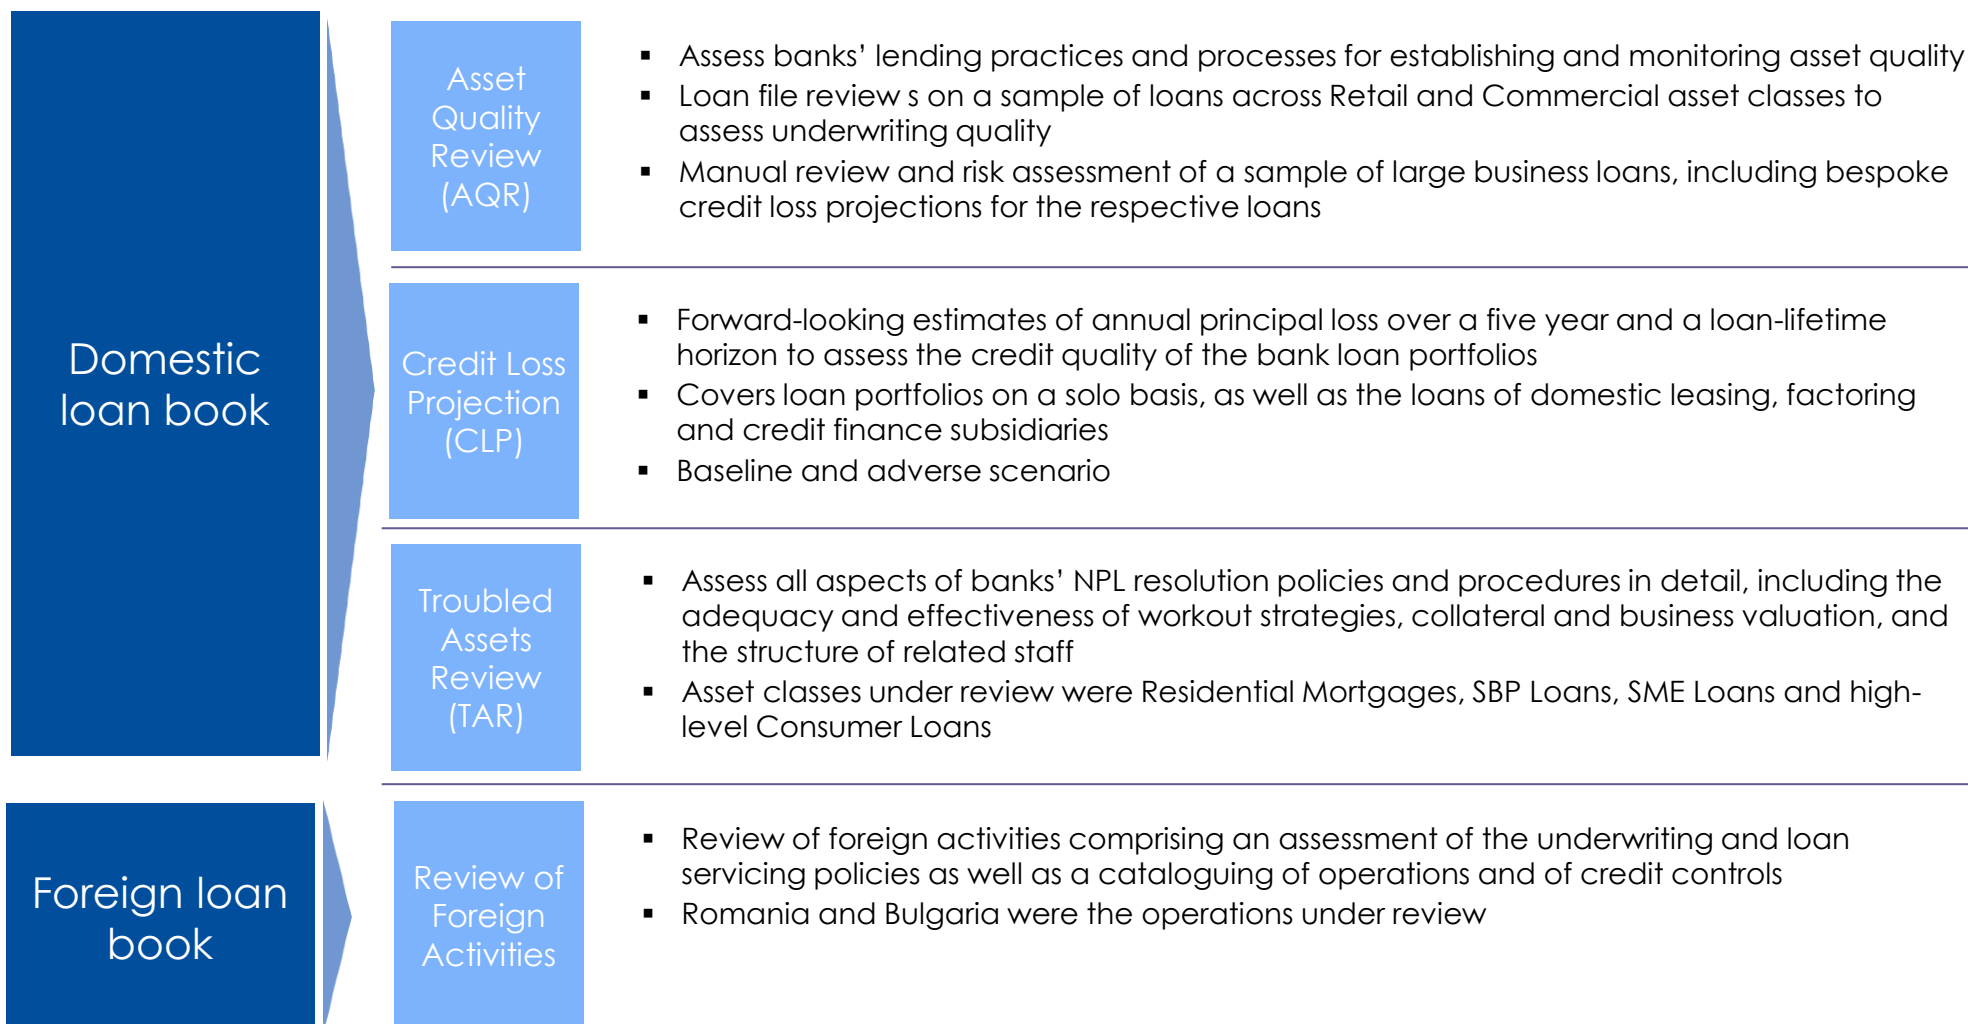 Domestic
loan book
Asset
Quality
Review
(AQR)
▪ Assess banks’ lending practices and processes for establishing and monitoring asset quality
▪ Loan file review s on a sample of loans across Retail and Commercial asset classes to
assess underwriting quality
▪ Manual review and risk assessment of a sample of large business loans, including bespoke
credit loss projections for the respective loans
Credit Loss
Projection
(CLP)
▪ Forward-looking estimates of annual principal loss over a five year and a loan-lifetime
horizon to assess the credit quality of the bank loan portfolios
▪ Covers loan portfolios on a solo basis, as well as the loans of domestic leasing, factoring
and credit finance subsidiaries
▪ Baseline and adverse scenario
Troubled
Assets
Review
(TAR)
▪ Assess all aspects of banks’ NPL resolution policies and procedures in detail, including the
adequacy and effectiveness of workout strategies, collateral and business valuation, and
the structure of related staff
▪ Asset classes under review were Residential Mortgages, SBP Loans, SME Loans and high-
level Consumer Loans
Foreign loan
book
Review of
Foreign
Activities
▪ Review of foreign activities comprising an assessment of the underwriting and loan
servicing policies as well as a cataloguing of operations and of credit controls
▪ Romania and Bulgaria were the operations under review